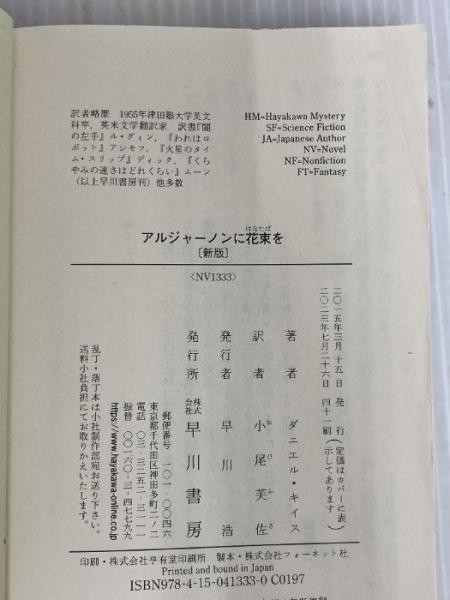 訳者略歴 1955年津田塾大学英文
科卒，英米文学翻訳家 訳書『闇
の左手』ル・グィン，『われはロ
ボット』アシモフ，『火星のタイ
ム・スリップ』ディック，『くら
やみの速さはどれくらい』ムーン
（以上早川書房刊）他多数
HM=Hayakawa Mystery
SF=Science Fiction
JA=Japanese Author
NV=Novel
NF=Nonfiction
FT=Fantasy
アルジャーノンに花束を
はなたば
〔新版〕
〈NV1333〉
二〇一五年三月十五日 発行
二〇二三年七月二十六日 四十一刷
（定価はカバーに表示してあります）
著者 ダニエル・キイス
訳者 小尾芙佐
お び ふ さ
発行者 早川浩
発行所 株式会社 早川書房
郵便番号 一〇一-〇〇四六
東京都千代田区神田多町二ノ二
電話 〇三-三二五二-三一一一
振替 〇〇一六〇-三-四七七九九
https://www.hayakawa-online.co.jp
乱丁・落丁本は小社制作部宛お送り下さい。
送料小社負担にてお取りかえいたします。
印刷・株式会社亨有堂印刷所 製本・株式会社フォーネット社
Printed and bound in Japan
ISBN978-4-15-041333-0 C0197